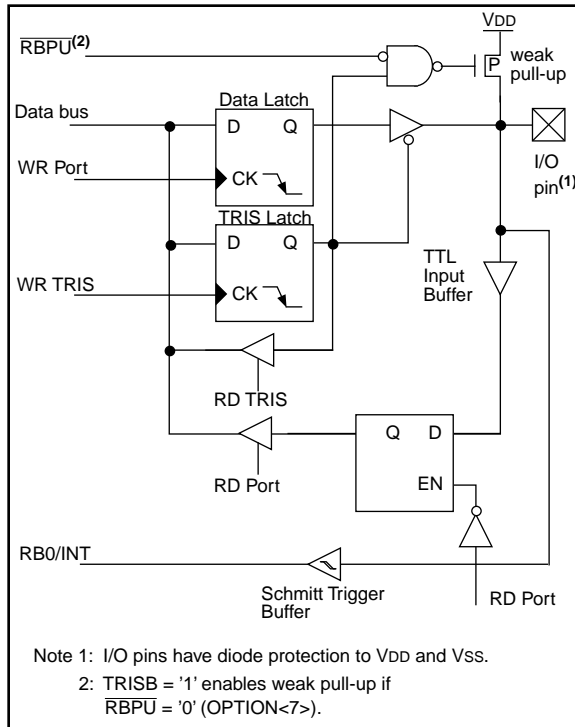 VDD
RBPU(2)
weak
pull-up
P
Data bus
Data Latch
D Q
I/O
pin(1)
WR Port
CK
TRIS Latch
D Q
TTL
Input
Buffer
WR TRIS
CK
RD TRIS
Q D
RD Port
EN
RB0/INT
Schmitt Trigger
Buffer
RD Port
Note 1: I/O pins have diode protection to VDD and VSS.
2: TRISB = '1' enables weak pull-up if
RBPU = '0' (OPTION<7>).